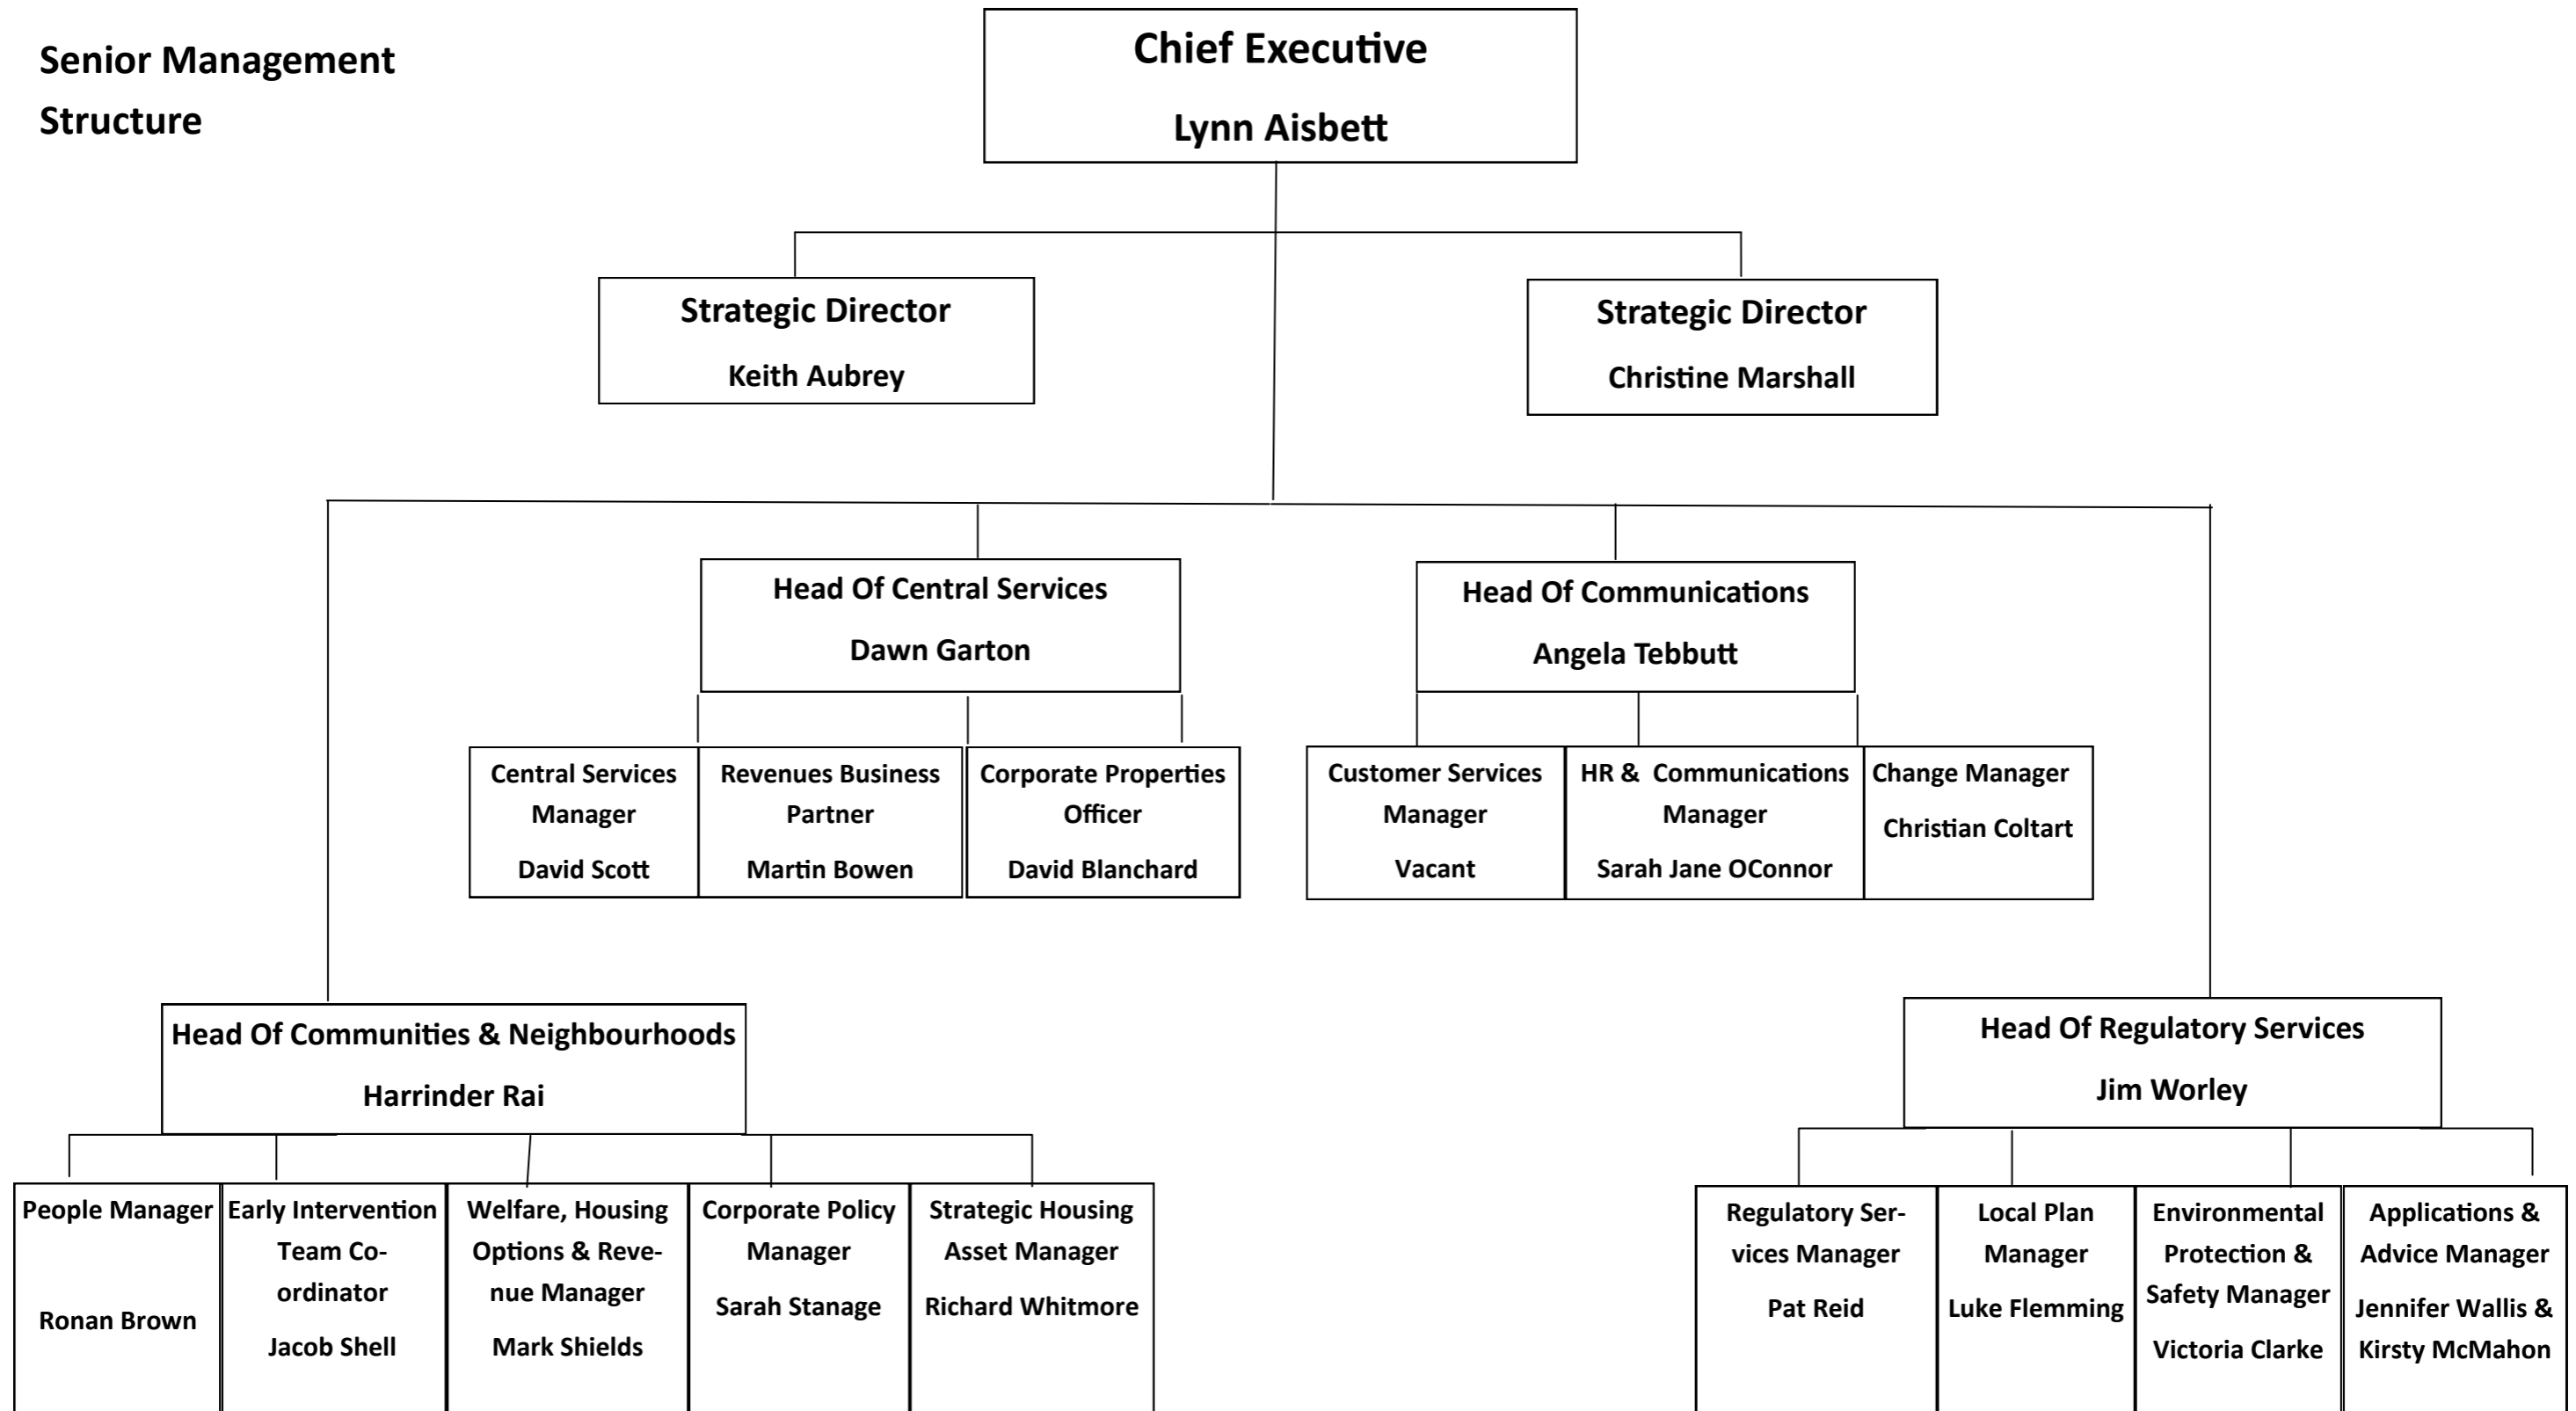 Senior Management
Structure
Chief Executive
Lynn Aisbett
Strategic Director
Keith Aubrey
Strategic Director
Christine Marshall
Head Of Central Services
Dawn Garton
Head Of Communications
Angela Tebbutt
Central Services
Manager
David Scott
Revenues Business
Partner
Martin Bowen
Corporate Properties
Officer
David Blanchard
Customer Services
Manager
Vacant
HR &  Communications
Manager
Sarah Jane OConnor
Change Manager
Christian Coltart
Head Of Communities & Neighbourhoods
Harrinder Rai
Head Of Regulatory Services
Jim Worley
People Manager
Ronan Brown
Early Intervention
Team Co-
ordinator
Jacob Shell
Welfare, Housing
Options & Reve-
nue Manager
Mark Shields
Corporate Policy
Manager
Sarah Stanage
Strategic Housing
Asset Manager
Richard Whitmore
Regulatory Ser-
vices Manager
Pat Reid
Local Plan
Manager
Luke Flemming
Environmental
Protection &
Safety Manager
Victoria Clarke
Applications &
Advice Manager
Jennifer Wallis &
Kirsty McMahon